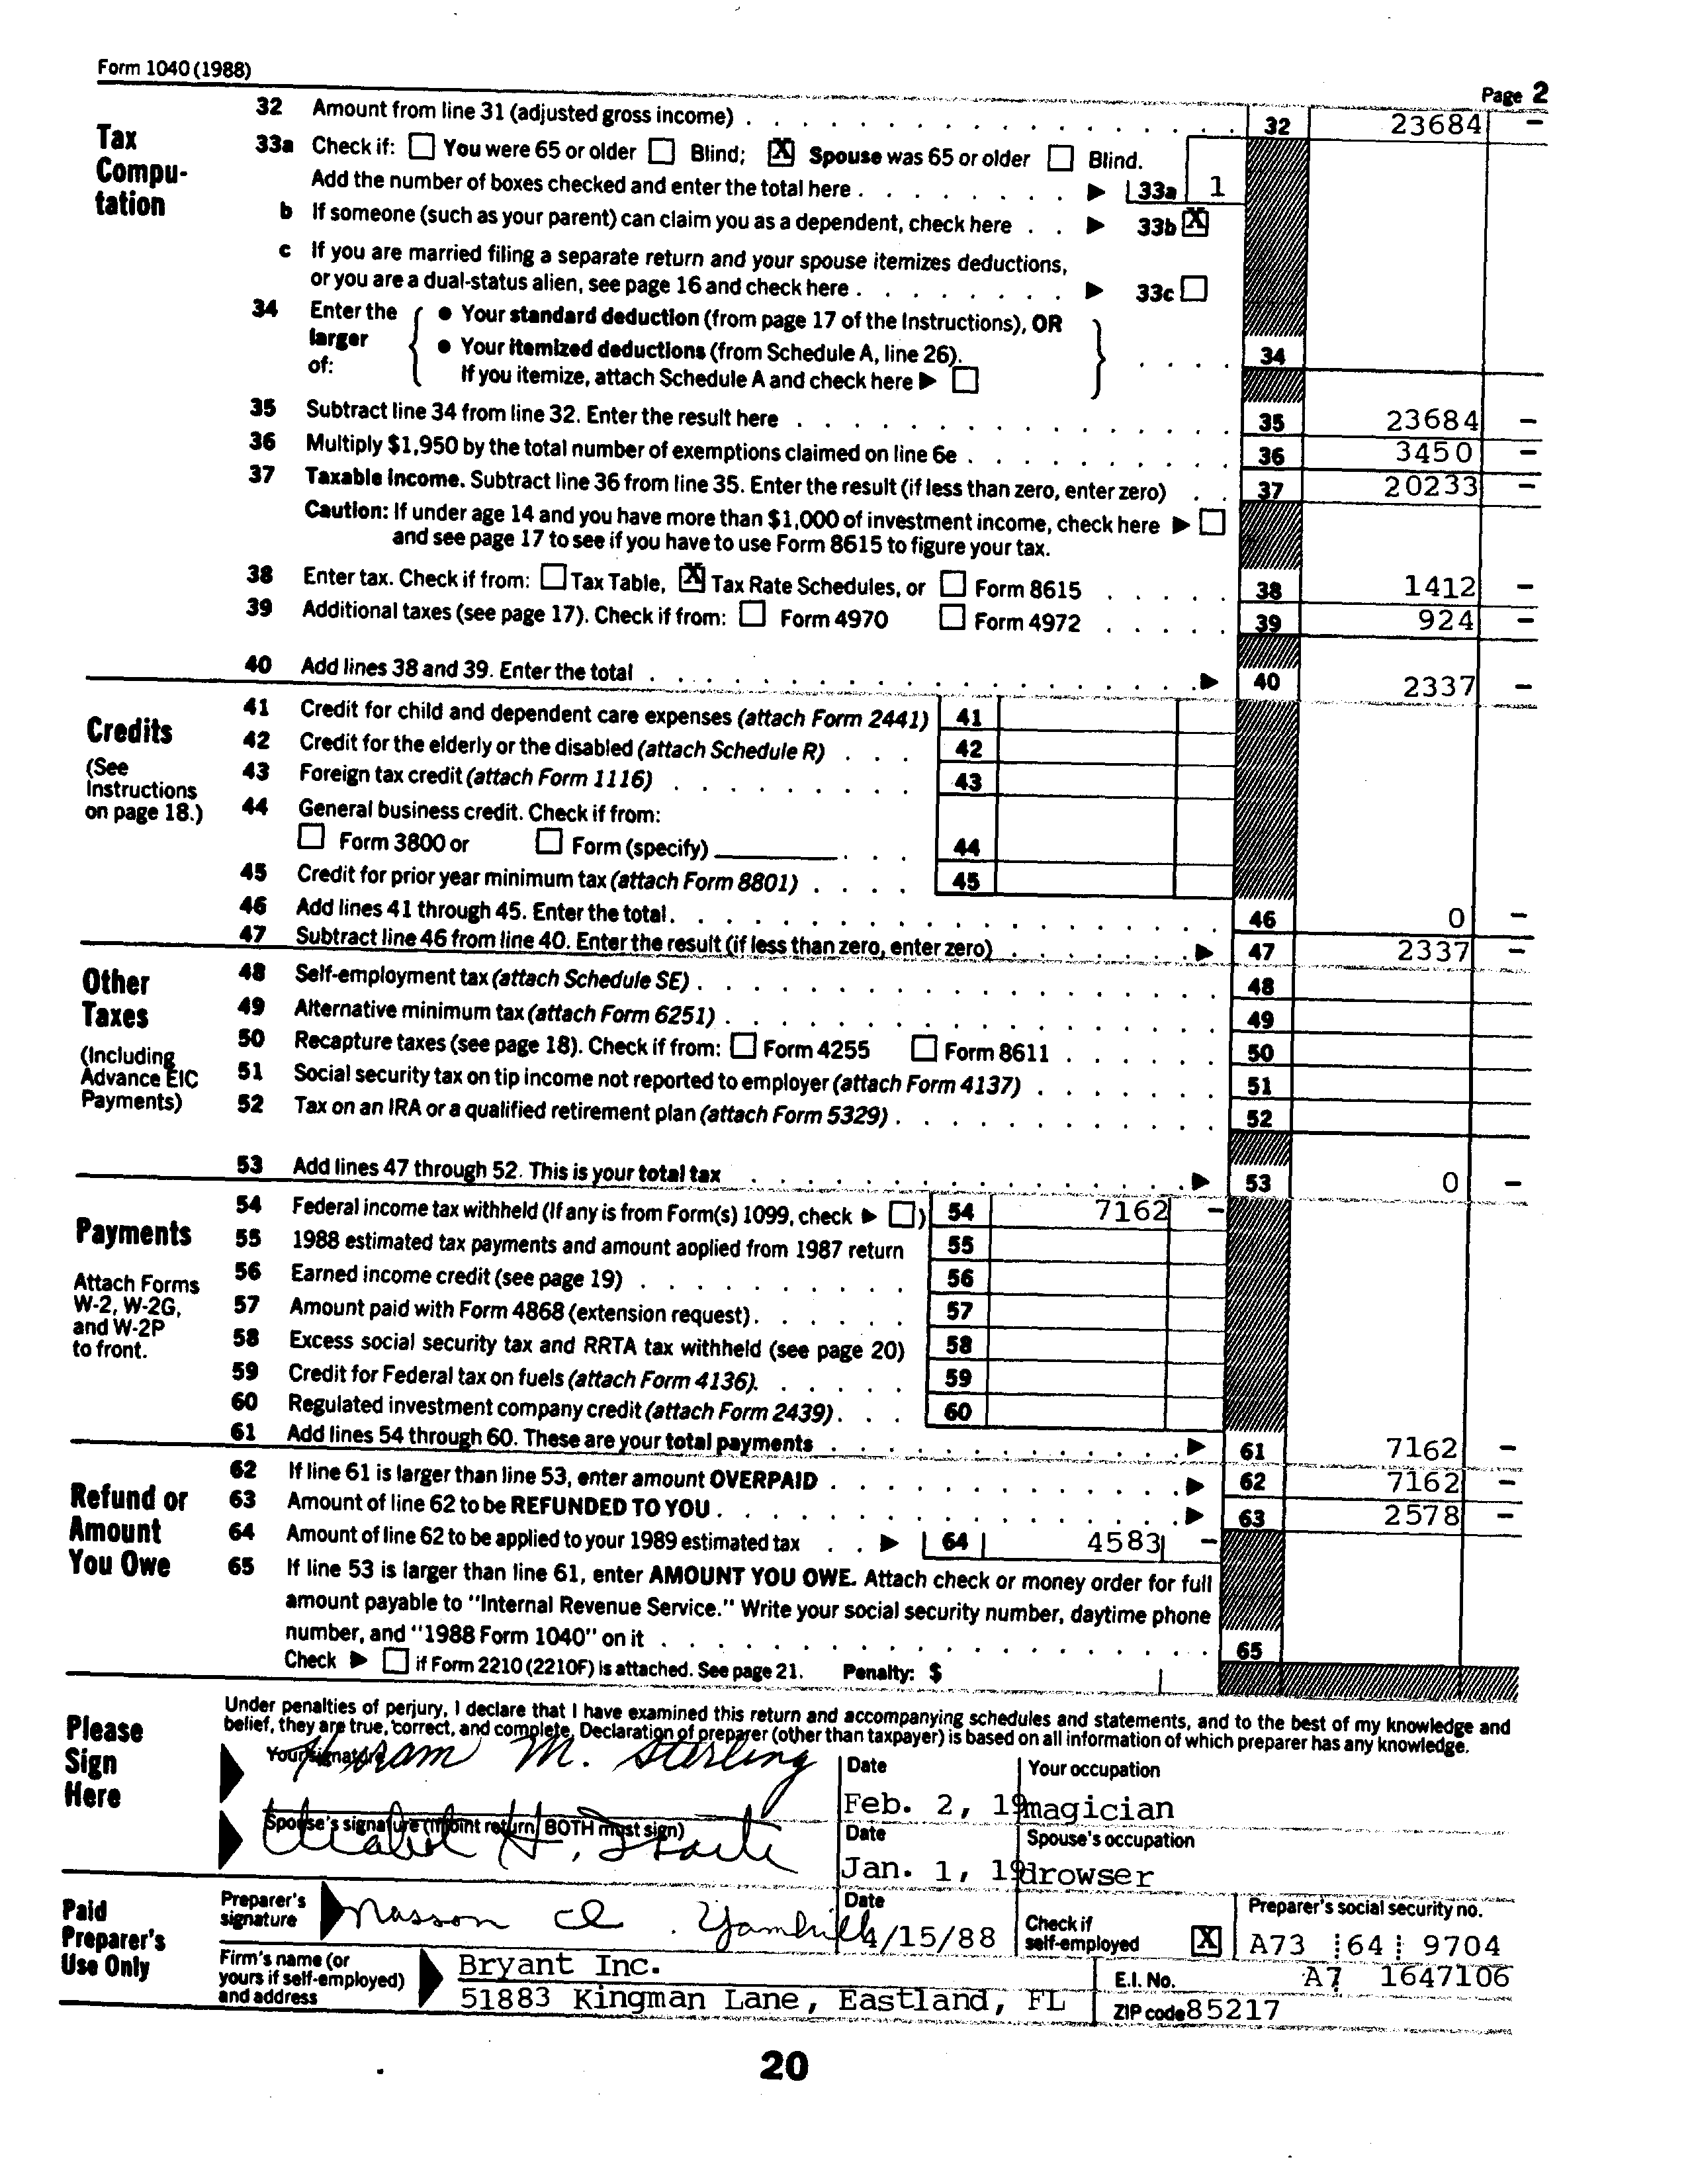 Form 1040 (1988)
Page 2
Tax Compu-tation
32 Amount from line 31 (adjusted gross income) 32 23684 -
33a Check if: You were 65 or older Blind; X Spouse was 65 or older Blind.
Add the number of boxes checked and enter the total here 33a 1
b If someone (such as your parent) can claim you as a dependent, check here 33b X
c If you are married filing a separate return and your spouse itemizes deductions,
or you are a dual-status alien, see page 16 and check here 33c
34 Enter the larger of:
● Your standard deduction (from page 17 of the Instructions), OR
● Your itemized deductions (from Schedule A, line 26).
If you itemize, attach Schedule A and check here 34
35 Subtract line 34 from line 32. Enter the result here 35 23684 -
36 Multiply $1,950 by the total number of exemptions claimed on line 6e 36 3450 -
37 Taxable income. Subtract line 36 from line 35. Enter the result (if less than zero, enter zero) 37 20233 -
Caution: If under age 14 and you have more than $1,000 of investment income, check here
and see page 17 to see if you have to use Form 8615 to figure your tax.
38 Enter tax. Check if from: Tax Table, X Tax Rate Schedules, or Form 8615 38 1412 -
39 Additional taxes (see page 17). Check if from: Form 4970 Form 4972 39 924 -
40 Add lines 38 and 39. Enter the total 40 2337 -
Credits
(See Instructions on page 18.)
41 Credit for child and dependent care expenses (attach Form 2441) 41
42 Credit for the elderly or the disabled (attach Schedule R) 42
43 Foreign tax credit (attach Form 1116) 43
44 General business credit. Check if from:
Form 3800 or Form (specify) 44
45 Credit for prior year minimum tax (attach Form 8801) 45
46 Add lines 41 through 45. Enter the total 46 0 -
47 Subtract line 46 from line 40. Enter the result (if less than zero, enter zero) 47 2337 -
Other Taxes
(Including Advance EIC Payments)
48 Self-employment tax (attach Schedule SE) 48
49 Alternative minimum tax (attach Form 6251) 49
50 Recapture taxes (see page 18). Check if from: Form 4255 Form 8611 50
51 Social security tax on tip income not reported to employer (attach Form 4137) 51
52 Tax on an IRA or a qualified retirement plan (attach Form 5329) 52
53 Add lines 47 through 52. This is your total tax 53 0 -
Payments
Attach Forms W-2, W-2G, and W-2P to front.
54 Federal income tax withheld (If any is from Form(s) 1099, check ) 54 7162 -
55 1988 estimated tax payments and amount applied from 1987 return 55
56 Earned income credit (see page 19) 56
57 Amount paid with Form 4868 (extension request) 57
58 Excess social security tax and RRTA tax withheld (see page 20) 58
59 Credit for Federal tax on fuels (attach Form 4136) 59
60 Regulated investment company credit (attach Form 2439) 60
61 Add lines 54 through 60. These are your total payments 61 7162 -
Refund or Amount You Owe
62 If line 61 is larger than line 53, enter amount OVERPAID 62 7162 -
63 Amount of line 62 to be REFUNDED TO YOU 63 2578 -
64 Amount of line 62 to be applied to your 1989 estimated tax 64 4583 -
65 If line 53 is larger than line 61, enter AMOUNT YOU OWE. Attach check or money order for full
amount payable to "Internal Revenue Service." Write your social security number, daytime phone
number, and "1988 Form 1040" on it 65
Check if Form 2210 (2210F) is attached. See page 21. Penalty: $
Please Sign Here
Under penalties of perjury, I declare that I have examined this return and accompanying schedules and statements, and to the best of my knowledge and
belief, they are true, correct, and complete. Declaration of preparer (other than taxpayer) is based on all information of which preparer has any knowledge.
Your signature M. Sterling Date Your occupation
Feb. 2, 19 magician
Spouse's signature (if joint return, BOTH must sign) H. Date Spouse's occupation
Jan. 1, 19 drowser
Paid Preparer's Use Only
Preparer's signature Masson Yamhill Date 4/15/88 Check if self-employed X Preparer's social security no.
A73 64 9704
Firm's name (or yours if self-employed) and address
Bryant Inc. E.I. No. A7 1647106
51883 Kingman Lane, Eastland, FL ZIP code 85217
20